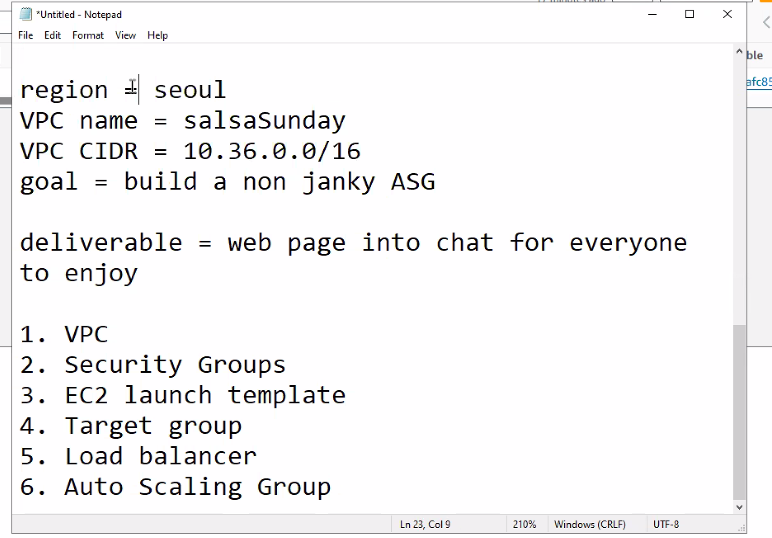 *Untitled - Notepad
File Edit Format View Help
region = seoul
VPC name = salsaSunday
VPC CIDR = 10.36.0.0/16
goal = build a non janky ASG
deliverable = web page into chat for everyone
to enjoy
1. VPC
2. Security Groups
3. EC2 launch template
4. Target group
5. Load balancer
6. Auto Scaling Group
Ln 23, Col 9 210% Windows (CRLF) UTF-8
ble
afc85